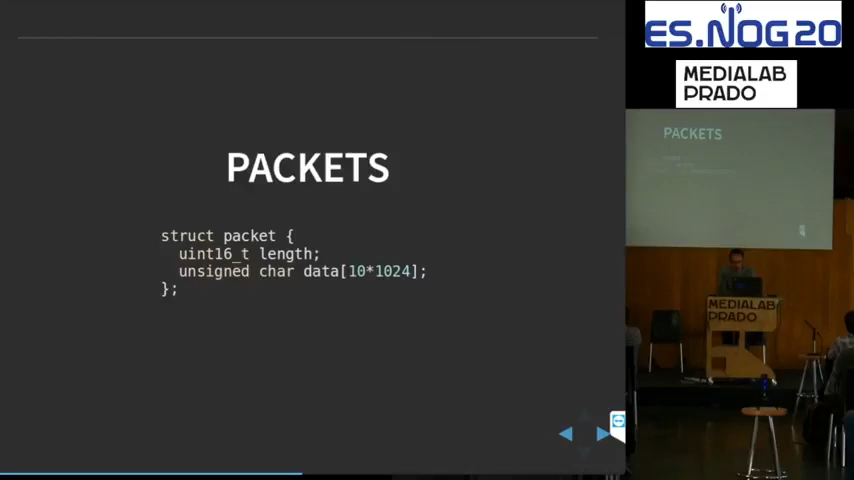 PACKETS
struct packet {
uint16_t length;
unsigned char data[10*1024];
};
ES.NOG 20
MEDIALAB
PRADO
PACKETS
MEDIALAB
PRADO